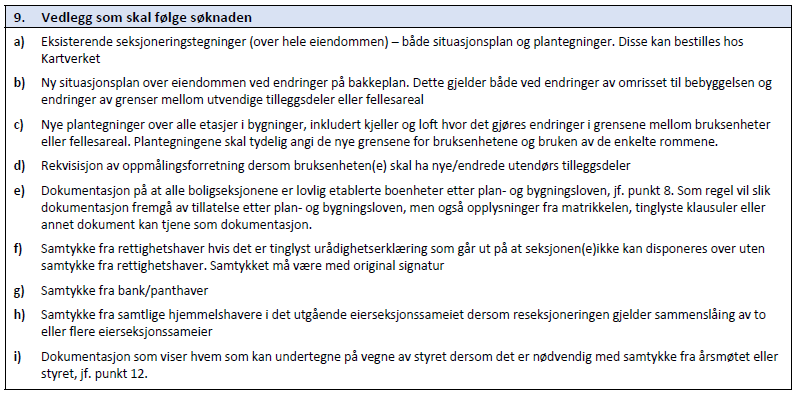 9. Vedlegg som skal følge søknaden
a) Eksisterende seksjoneringstegninger (over hele eiendommen) – både situasjonsplan og plantegninger. Disse kan bestilles hos
Kartverket
b) Ny situasjonsplan over eiendommen ved endringer på bakkeplan. Dette gjelder både ved endringer av omrisset til bebyggelsen og
endringer av grenser mellom utvendige tilleggsdeler eller fellesareal
c) Nye plantegninger over alle etasjer i bygninger, inkludert kjeller og loft hvor det gjøres endringer i grensene mellom bruksenheter
eller fellesareal. Plantegningene skal tydelig angi de nye grensene for bruksenhetene og bruken av de enkelte rommene.
d) Rekvisisjon av oppmålingsforretning dersom bruksenheten(e) skal ha nye/endrede utendørs tilleggsdeler
e) Dokumentasjon på at alle boligseksjonene er lovlig etablerte boenheter etter plan- og bygningsloven, jf. punkt 8. Som regel vil slik
dokumentasjon fremgå av tillatelse etter plan- og bygningsloven, men også opplysninger fra matrikkelen, tinglyste klausuler eller
annet dokument kan tjene som dokumentasjon.
f) Samtykke fra rettighetshaver hvis det er tinglyst urådighetserklæring som går ut på at seksjonen(e)ikke kan disponeres over uten
samtykke fra rettighetshaver. Samtykket må være med original signatur
g) Samtykke fra bank/panthaver
h) Samtykke fra samtlige hjemmelshavere i det utgående eierseksjonssameiet dersom reseksjoneringen gjelder sammenslåing av to
eller flere eierseksjonssameier
i) Dokumentasjon som viser hvem som kan undertegne på vegne av styret dersom det er nødvendig med samtykke fra årsmøtet eller
styret, jf. punkt 12.